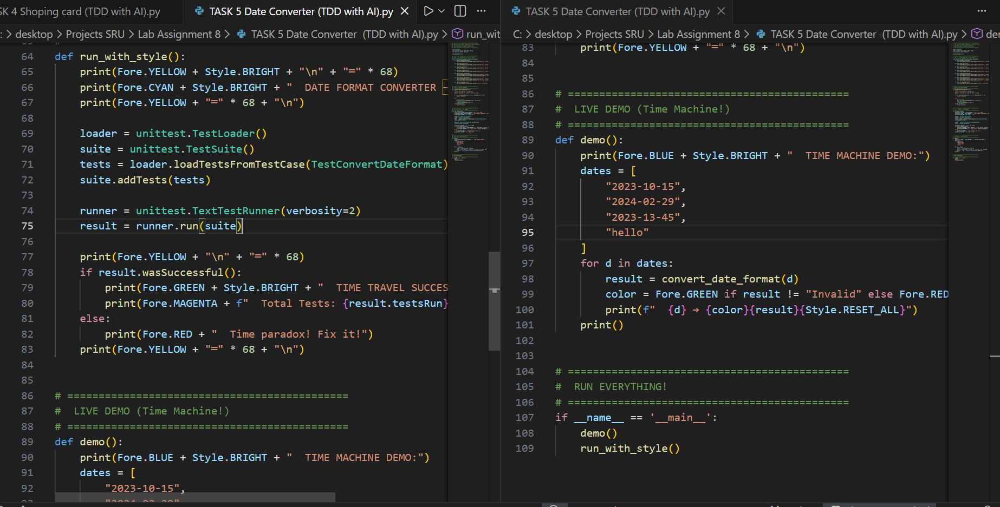 SK 4 Shoping card (TDD with AI).py
TASK 5 Date Converter (TDD with AI).py
: > desktop > Projects SRU > Lab Assignment 8 > TASK 5 Date Converter (TDD with AI).py > run_wit
64 def run_with_style():
65 print(Fore.YELLOW + Style.BRIGHT + "\n" + "=" * 68)
66 print(Fore.CYAN + Style.BRIGHT + "  DATE FORMAT CONVERTER
67 print(Fore.YELLOW + "=" * 68 + "\n")
68
69 loader = unittest.TestLoader()
70 suite = unittest.TestSuite()
71 tests = loader.loadTestsFromTestCase(TestConvertDateFormat)
72 suite.addTests(tests)
73
74 runner = unittest.TextTestRunner(verbosity=2)
75 result = runner.run(suite)
76
77 print(Fore.YELLOW + "\n" + "=" * 68)
78 if result.wasSuccessful():
79 print(Fore.GREEN + Style.BRIGHT + "  TIME TRAVEL SUCCES
80 print(Fore.MAGENTA + f"  Total Tests: {result.testsRun}
81 else:
82 print(Fore.RED + "  Time paradox! Fix it!")
83 print(Fore.YELLOW + "=" * 68 + "\n")
84
85
86 # =============================================
87 #  LIVE DEMO (Time Machine!)
88 # =============================================
89 def demo():
90 print(Fore.BLUE + Style.BRIGHT + "  TIME MACHINE DEMO:")
91 dates = [
92 "2023-10-15",
TASK 5 Date Converter (TDD with AI).py
C: > desktop > Projects SRU > Lab Assignment 8 > TASK 5 Date Converter (TDD with AI).py > der
83 print(Fore.YELLOW + "=" * 68 + "\n")
84
85
86 # =============================================
87 #  LIVE DEMO (Time Machine!)
88 # =============================================
89 def demo():
90 print(Fore.BLUE + Style.BRIGHT + "  TIME MACHINE DEMO:")
91 dates = [
92 "2023-10-15",
93 "2024-02-29",
94 "2023-13-45",
95 "hello"
96 ]
97 for d in dates:
98 result = convert_date_format(d)
99 color = Fore.GREEN if result != "Invalid" else Fore.RED
100 print(f"  {d} → {color}{result}{Style.RESET_ALL}")
101 print()
102
103
104 # =============================================
105 #  RUN EVERYTHING!
106 # =============================================
107 if __name__ == '__main__':
108 demo()
109 run_with_style()